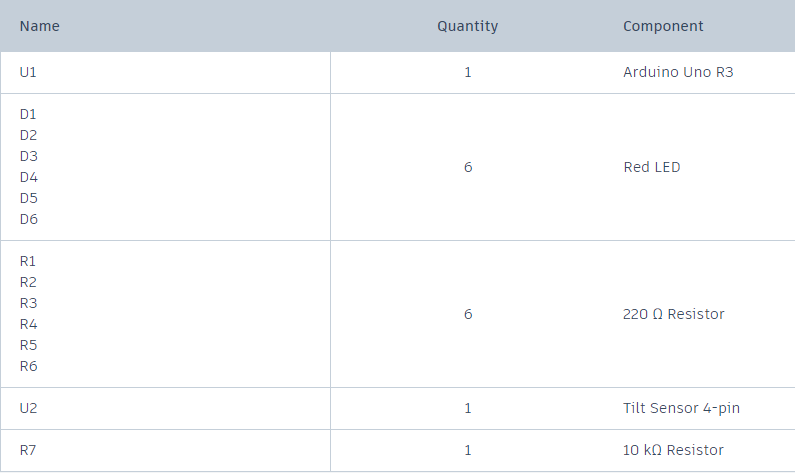 Name Quantity Component
U1 1 Arduino Uno R3
D1
D2
D3
D4
D5
D6
6 Red LED
R1
R2
R3
R4
R5
R6
6 220 Ω Resistor
U2 1 Tilt Sensor 4-pin
R7 1 10 kΩ Resistor